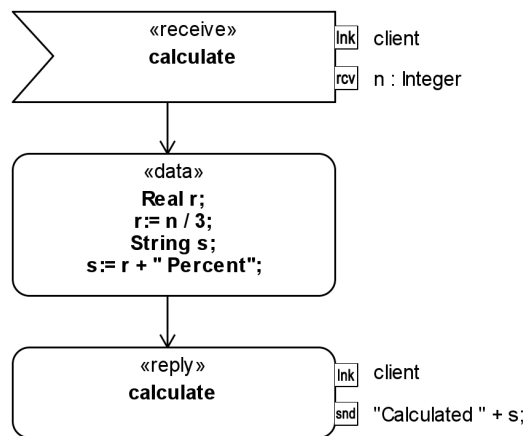 «receive»
calculate
lnk client
rcv n : Integer
«data»
Real r;
r:= n / 3;
String s;
s:= r + " Percent";
«reply»
calculate
lnk client
snd "Calculated " + s;